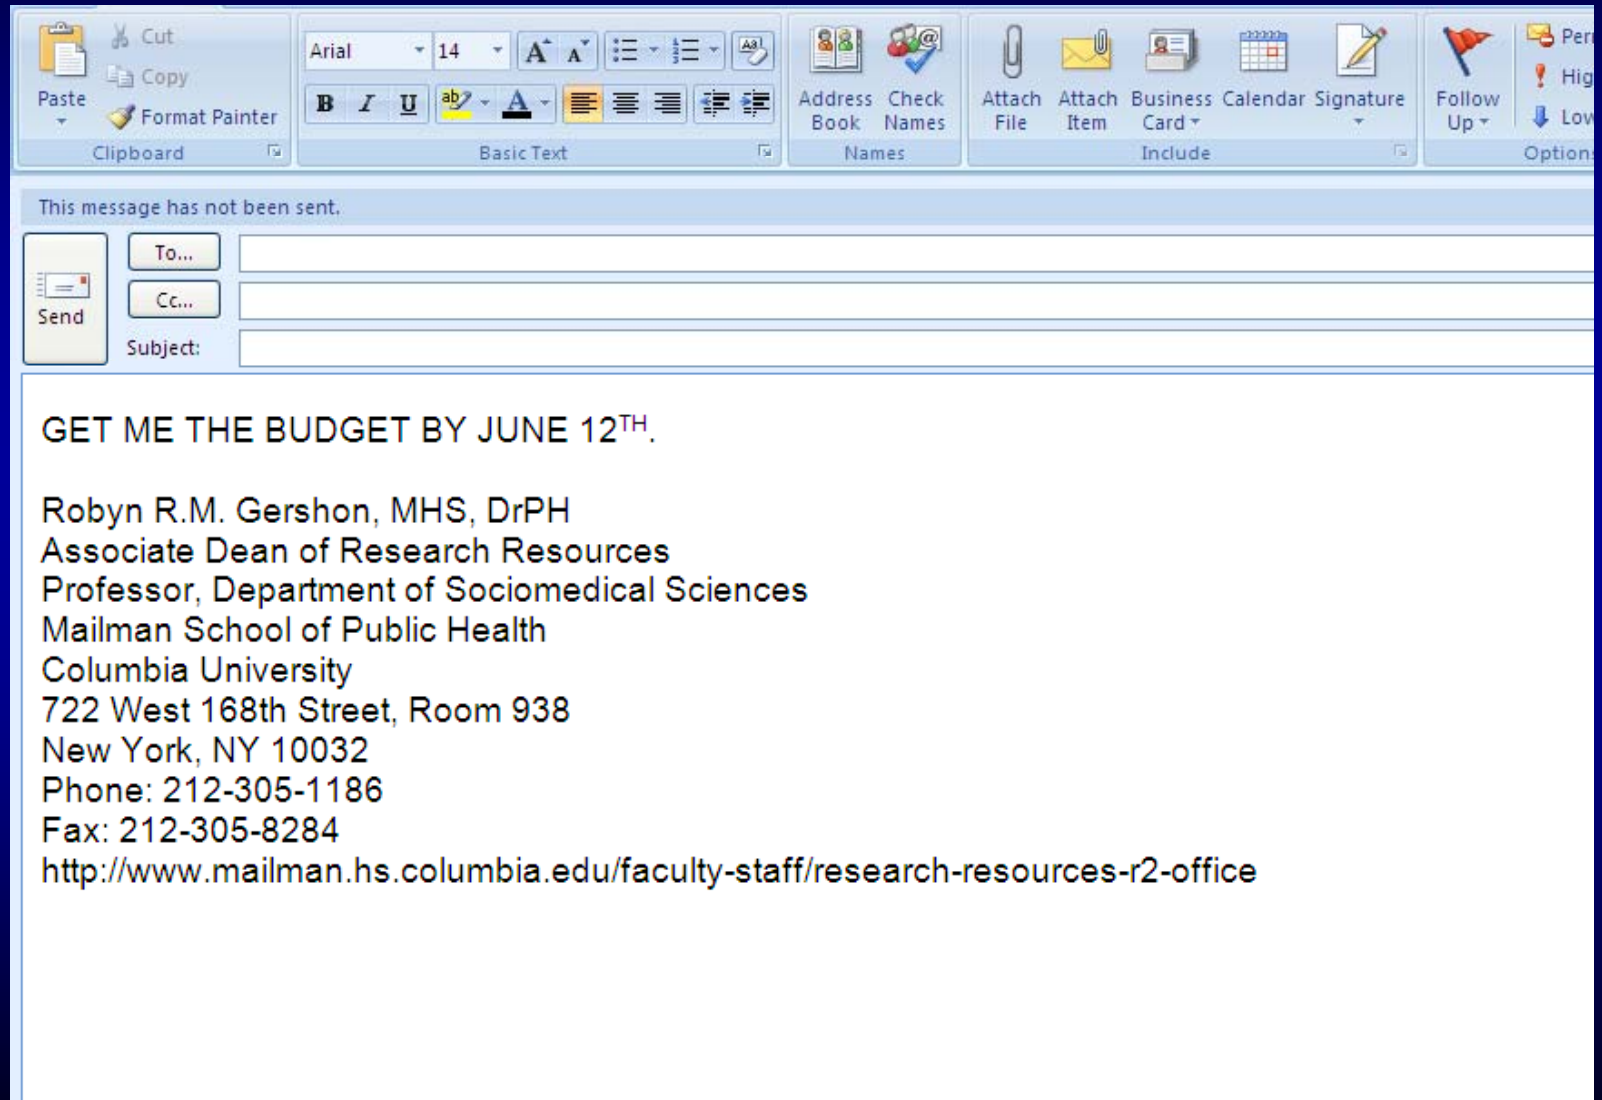 Cut
Copy
Format Painter
Paste
Clipboard
Arial
14
B I U
Basic Text
Address Book
Check Names
Names
Attach File
Attach Item
Business Card
Calendar
Signature
Include
Follow Up
Per
Hig
Low
Options
This message has not been sent.
Send
To...
Cc...
Subject:
GET ME THE BUDGET BY JUNE 12TH.
Robyn R.M. Gershon, MHS, DrPH
Associate Dean of Research Resources
Professor, Department of Sociomedical Sciences
Mailman School of Public Health
Columbia University
722 West 168th Street, Room 938
New York, NY 10032
Phone: 212-305-1186
Fax: 212-305-8284
http://www.mailman.hs.columbia.edu/faculty-staff/research-resources-r2-office